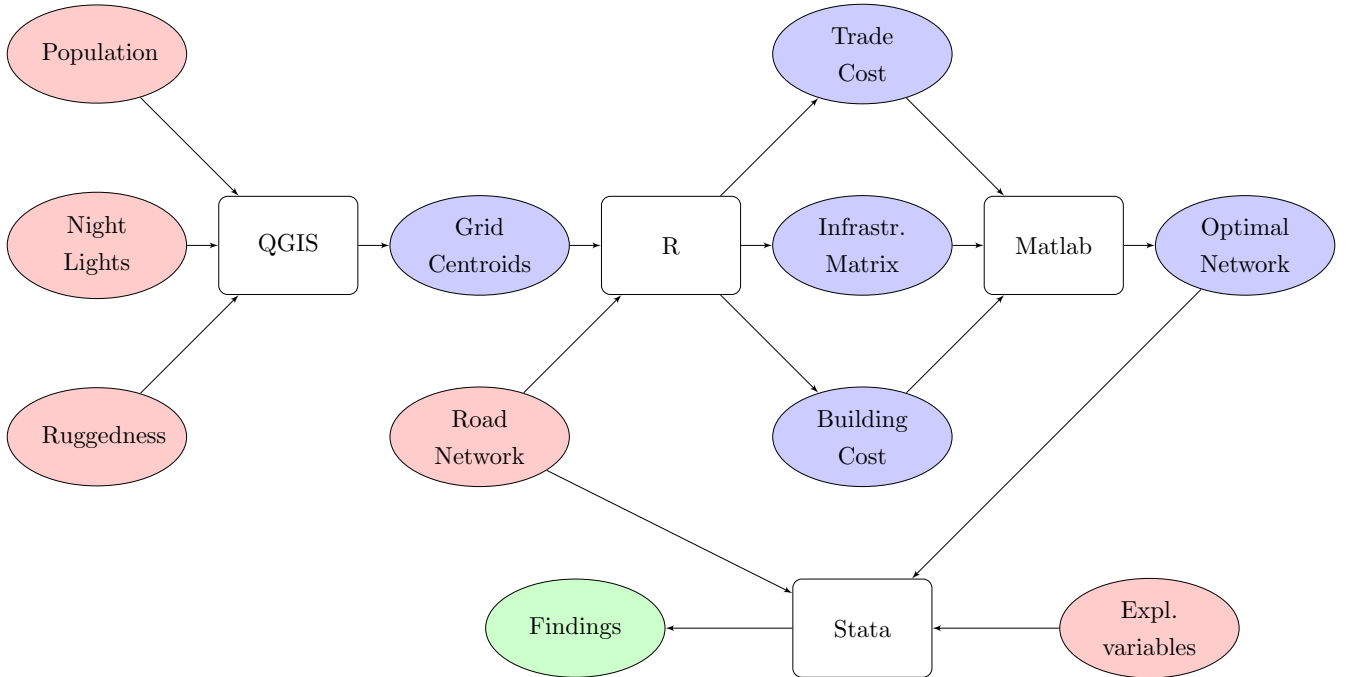 Population
Trade
Cost
Night
Lights
QGIS
Grid
Centroids
R
Infrastr.
Matrix
Matlab
Optimal
Network
Ruggedness
Road
Network
Building
Cost
Findings
Stata
Expl.
variables